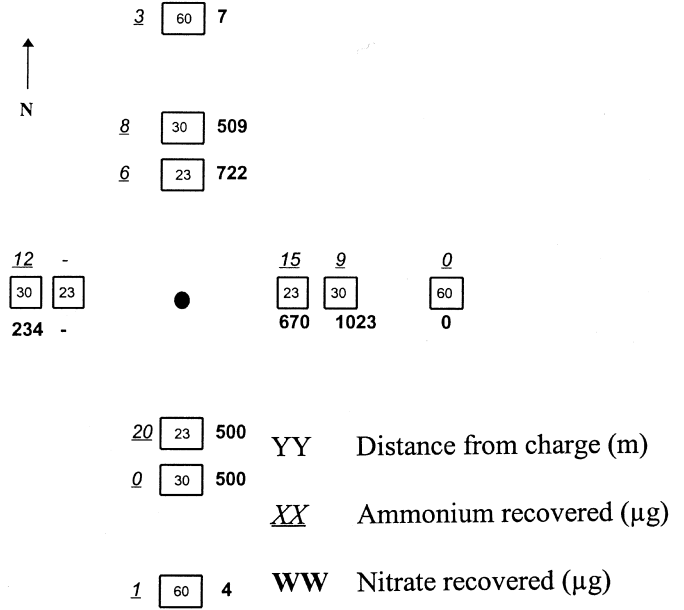 3 60 7
N
8 30 509
6 23 722
12 - 15 9 0
30 23 23 30 60
234 - 670 1023 0
20 23 500
YY Distance from charge (m)
0 30 500
XX Ammonium recovered (µg)
1 60 4
WW Nitrate recovered (µg)